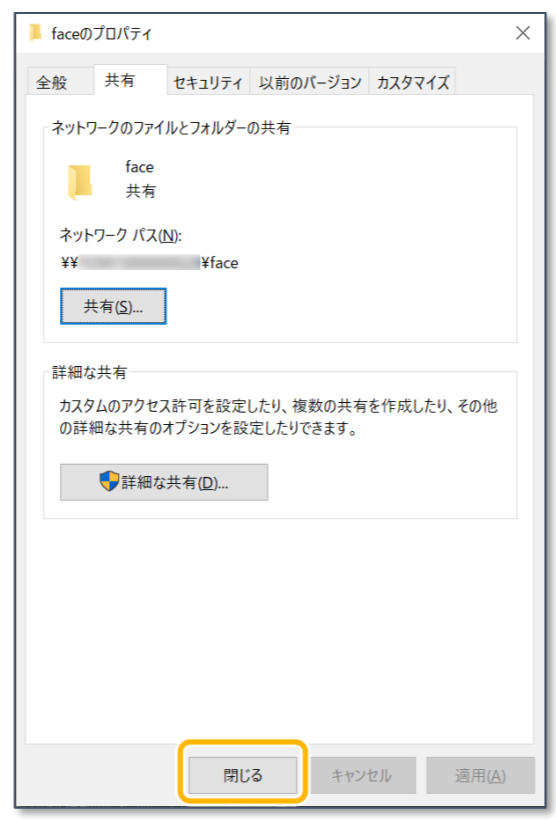 faceのプロパティ
全般 共有 セキュリティ 以前のバージョン カスタマイズ
ネットワークのファイルとフォルダーの共有
face
共有
ネットワーク パス(N):
¥¥ ¥face
共有(S)...
詳細な共有
カスタムのアクセス許可を設定したり、複数の共有を作成したり、その他
の詳細な共有のオプションを設定したりできます。
詳細な共有(D)...
閉じる キャンセル 適用(A)